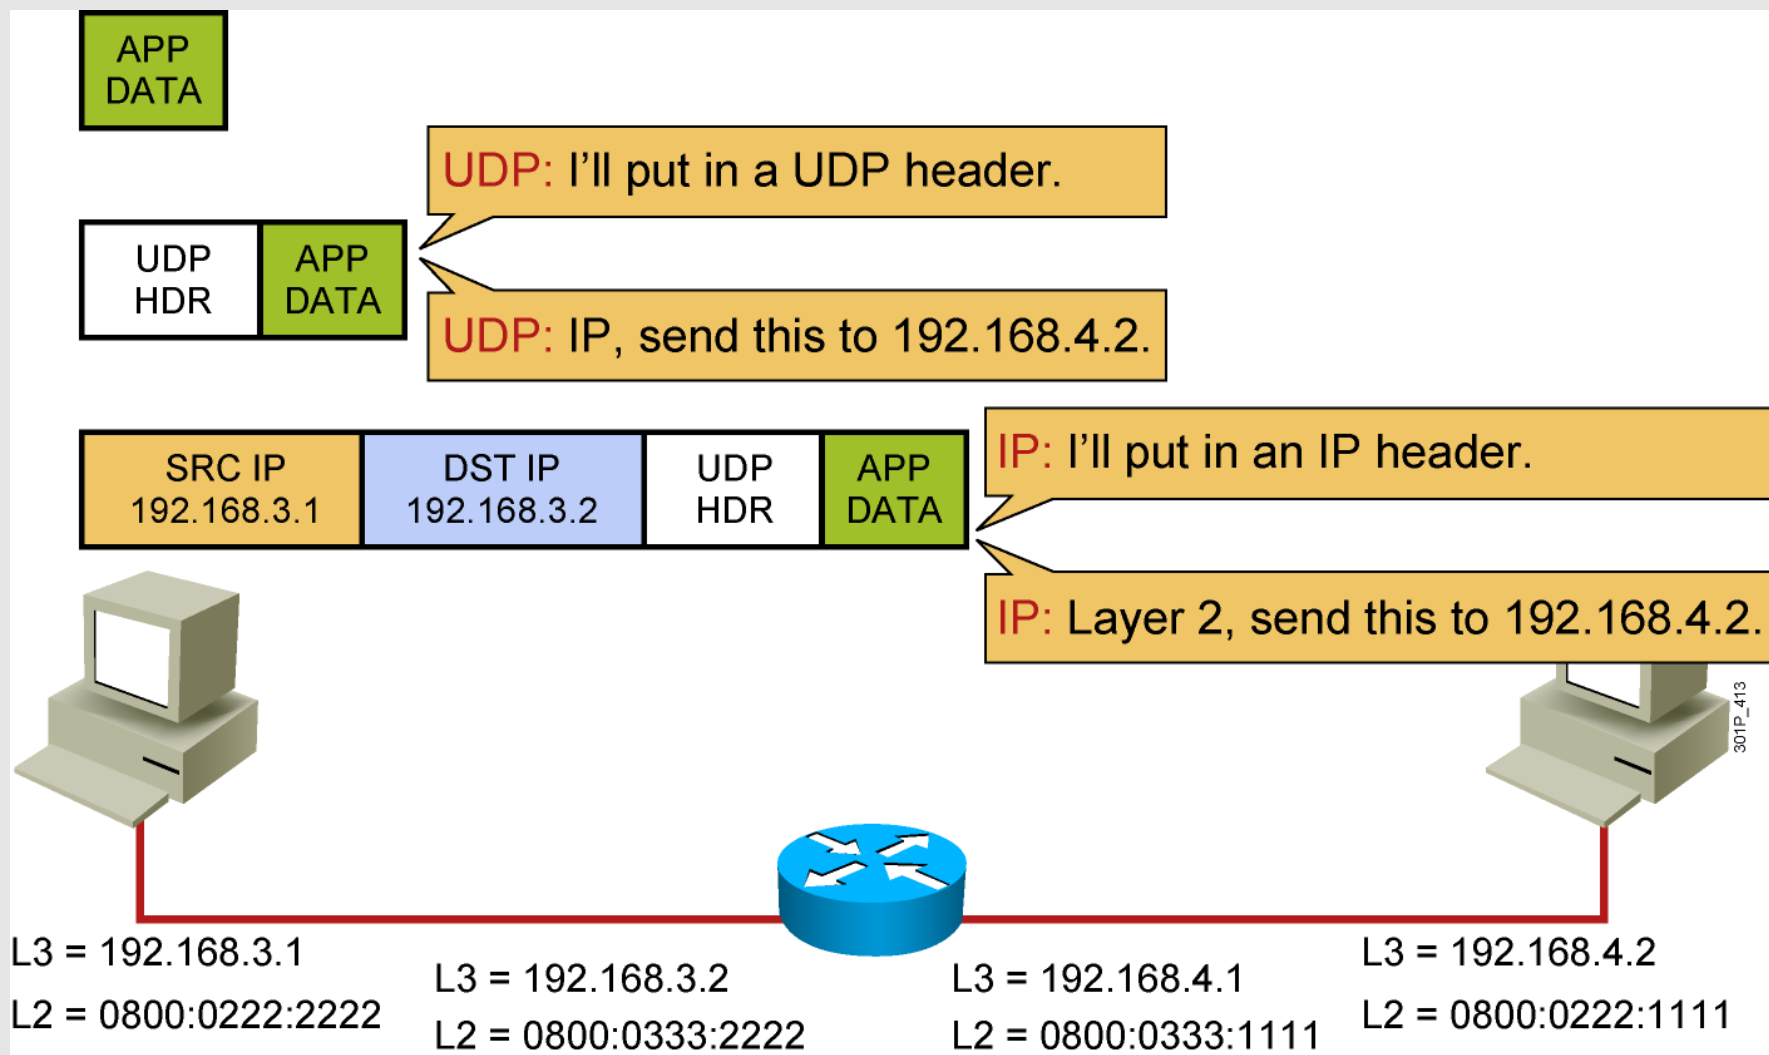 APP
DATA
UDP: I'll put in a UDP header.
UDP
HDR
APP
DATA
UDP: IP, send this to 192.168.4.2.
SRC IP
192.168.3.1
DST IP
192.168.3.2
UDP
HDR
APP
DATA
IP: I'll put in an IP header.
IP: Layer 2, send this to 192.168.4.2.
301P_413
L3 = 192.168.3.1
L2 = 0800:0222:2222
L3 = 192.168.3.2
L2 = 0800:0333:2222
L3 = 192.168.4.1
L2 = 0800:0333:1111
L3 = 192.168.4.2
L2 = 0800:0222:1111